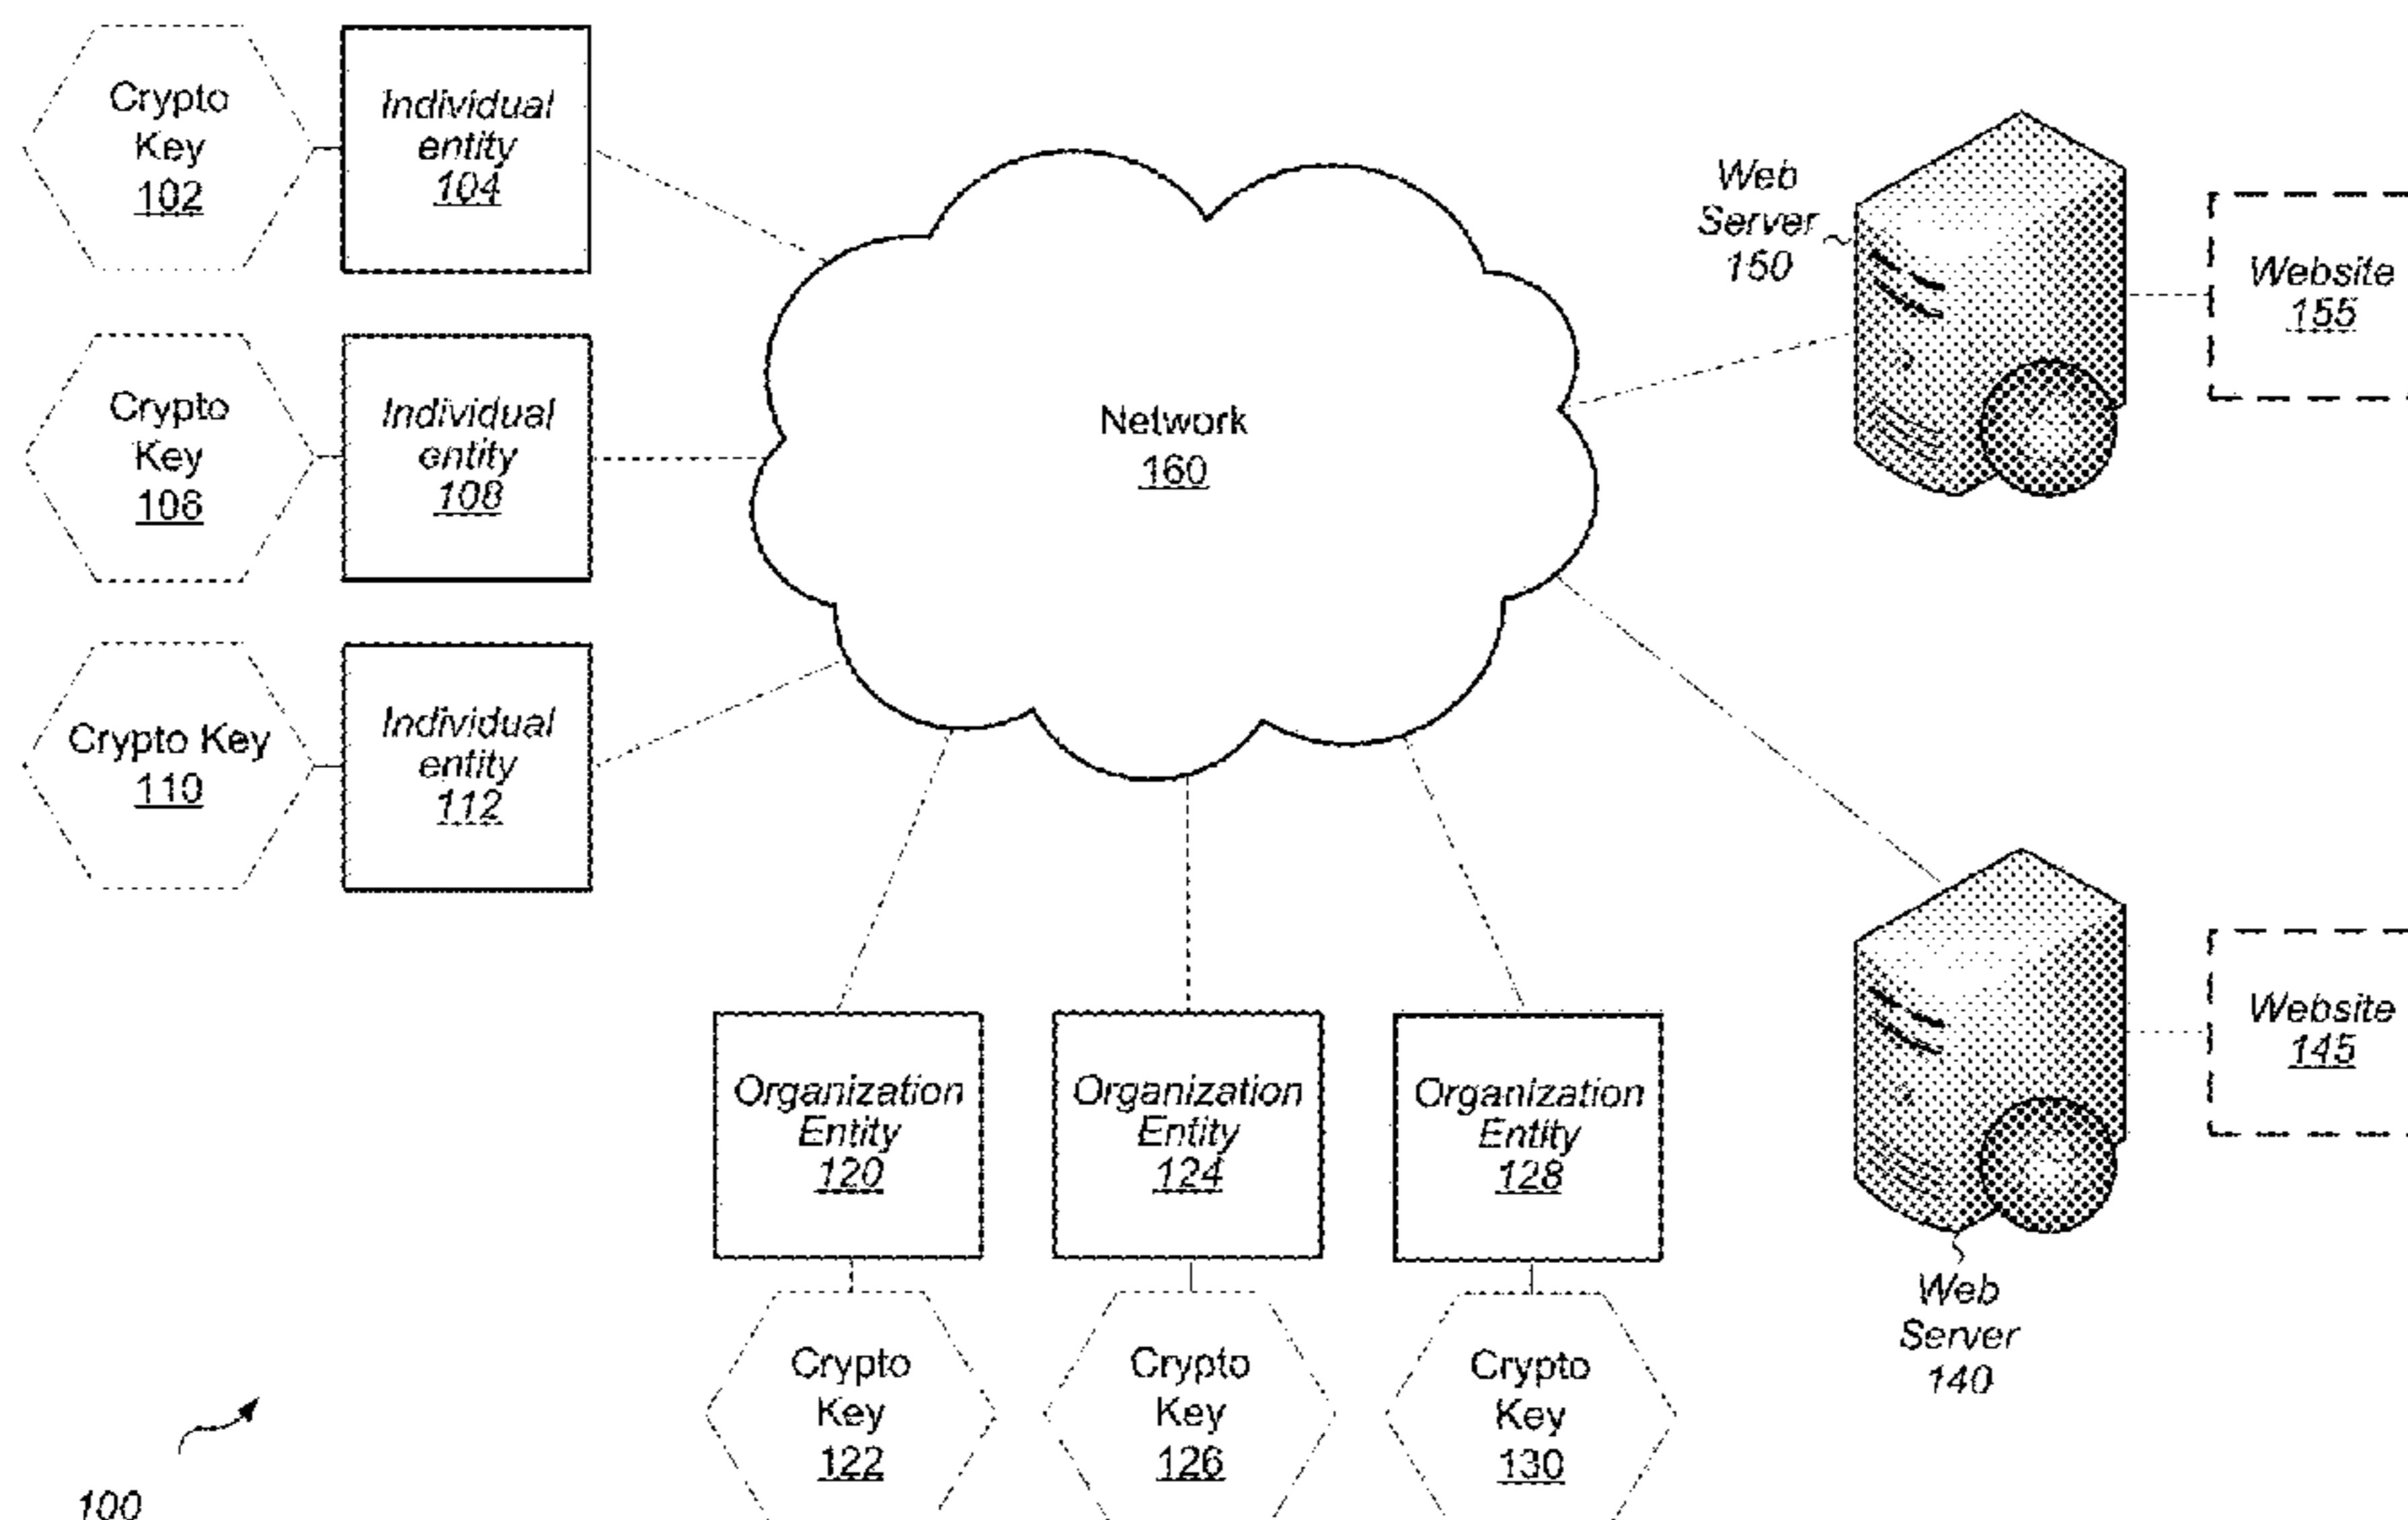 Crypto
Key
102
Individual
entity
104
Crypto
Key
106
Individual
entity
108
Crypto Key
110
Individual
entity
112
Network
160
Web
Server
150
Website
155
Website
145
Web
Server
140
Organization
Entity
120
Organization
Entity
124
Organization
Entity
128
Crypto
Key
122
Crypto
Key
126
Crypto
Key
130
100